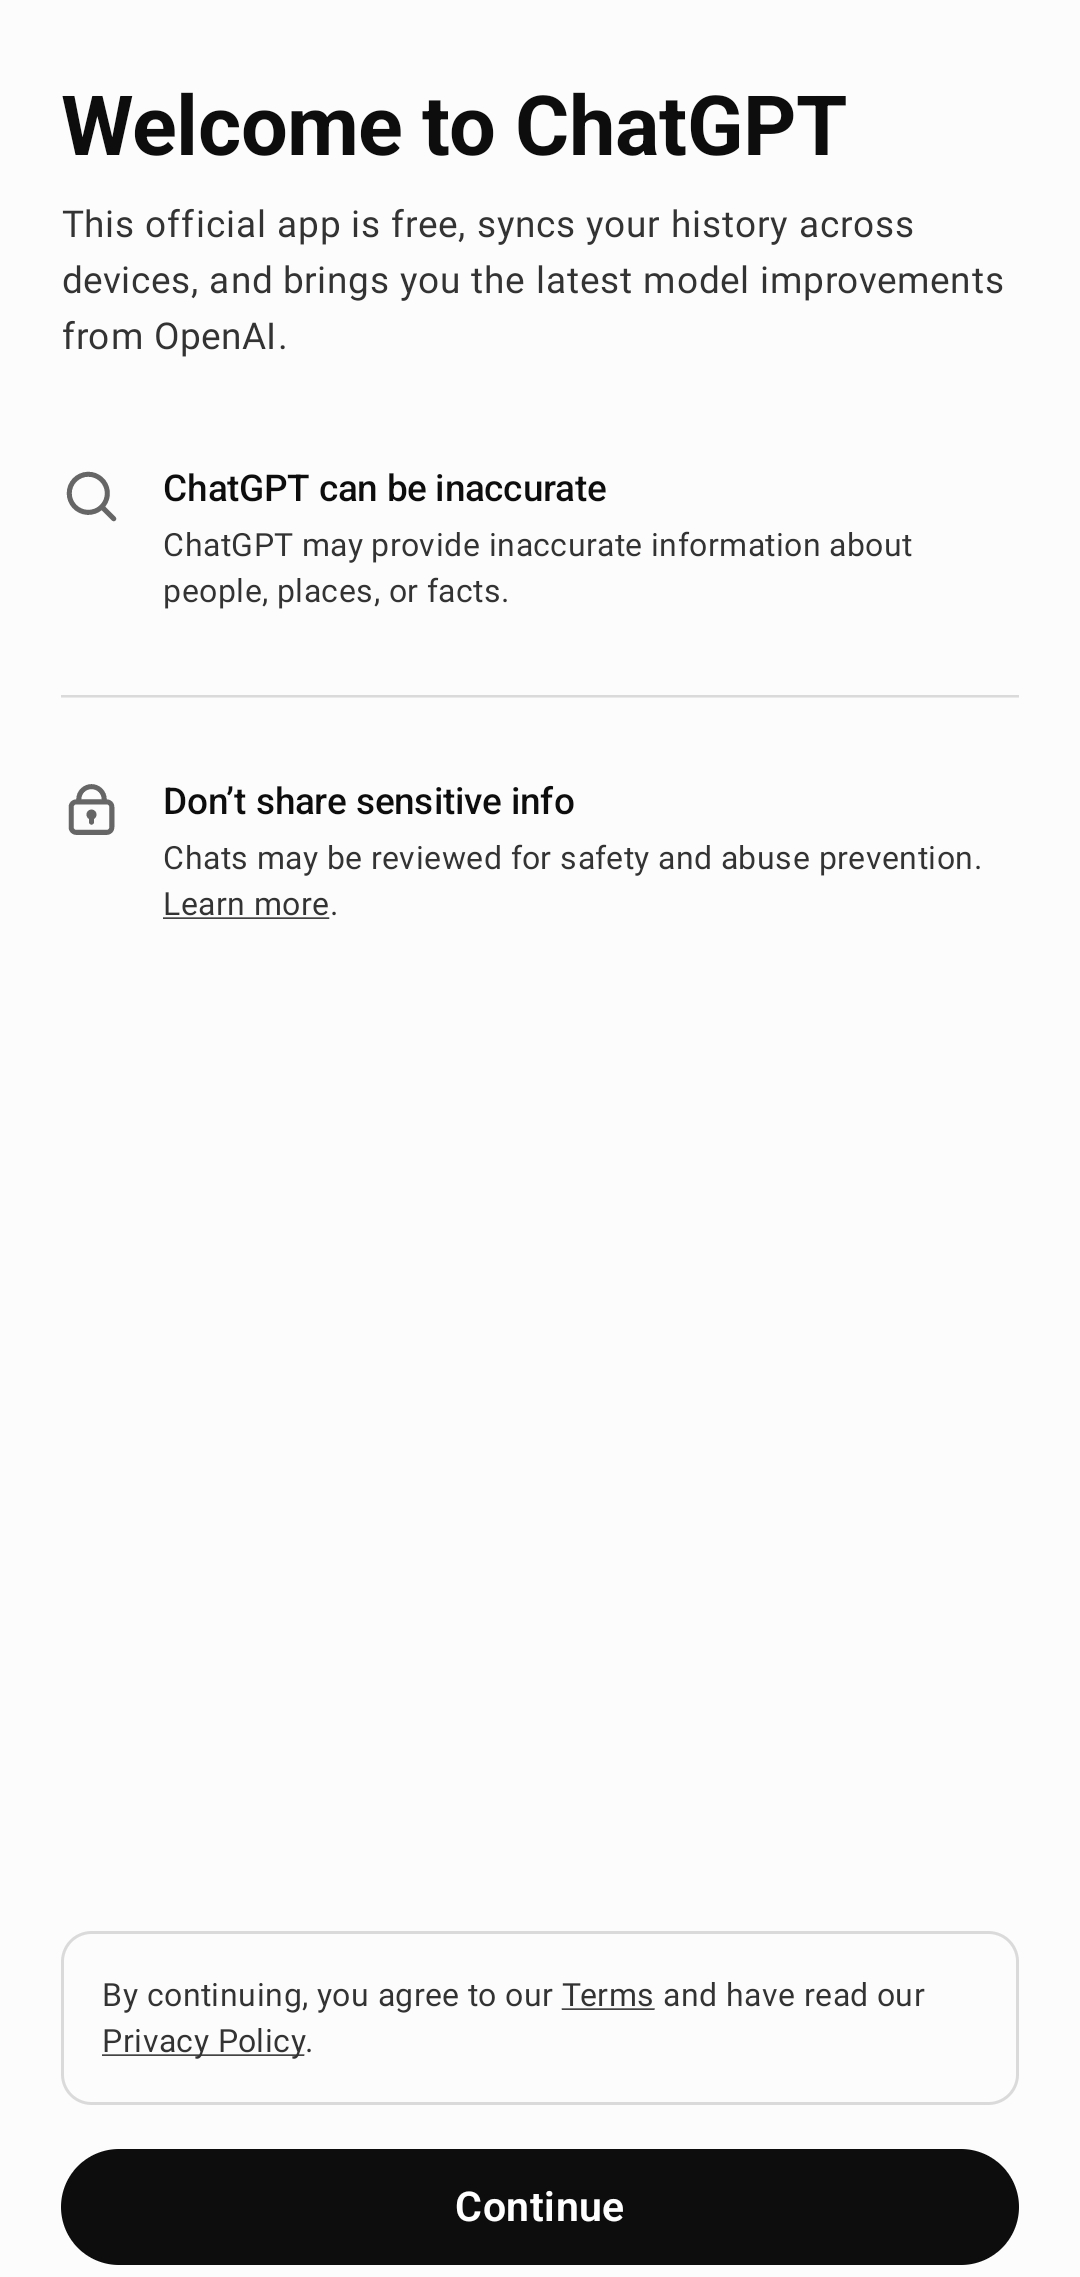 Welcome to ChatGPT
This official app is free, syncs your history across
devices, and brings you the latest model improvements
from OpenAI.
ChatGPT can be inaccurate
ChatGPT may provide inaccurate information about
people, places, or facts.
Don’t share sensitive info
Chats may be reviewed for safety and abuse prevention.
Learn more.
By continuing, you agree to our Terms and have read our
Privacy Policy.
Continue